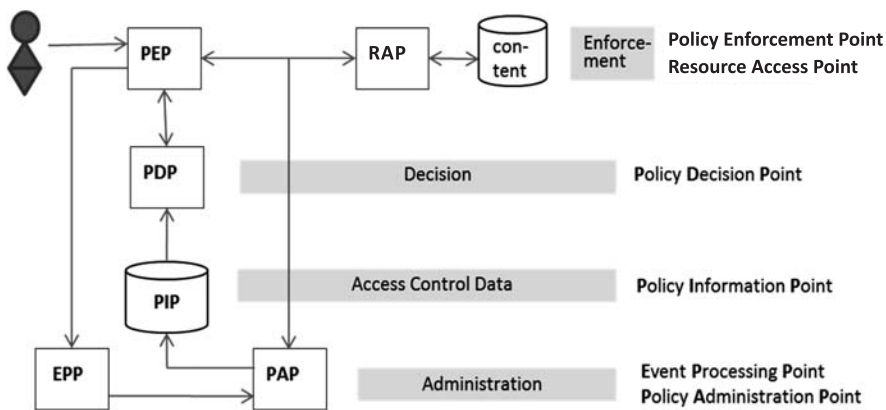 PEP
RAP
con-
tent
Enforce-
ment
Policy Enforcement Point
Resource Access Point
PDP
Decision
Policy Decision Point
PIP
Access Control Data
Policy Information Point
EPP
PAP
Administration
Event Processing Point
Policy Administration Point